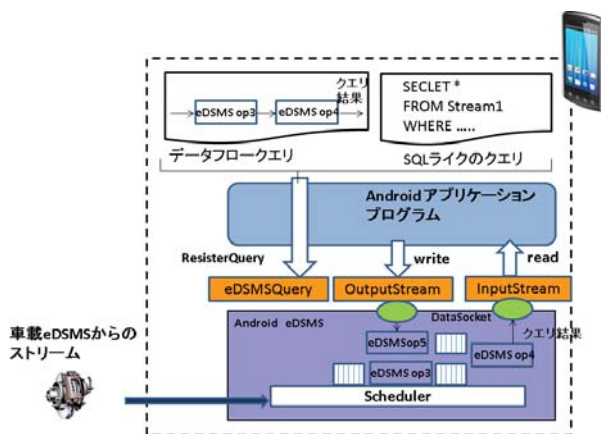 クエリ
結果
eDSMS op3
eDSMS op4
SECLET *
FROM Stream1
WHERE .....
データフロークエリ
SQLライクのクエリ
Androidアプリケーション
プログラム
ResisterQuery
write
read
eDSMSQuery
OutputStream
InputStream
車載eDSMSからの
ストリーム
Android eDSMS
DataSocket
クエリ結果
eDSMSop5
eDSMS op4
eDSMS op3
Scheduler